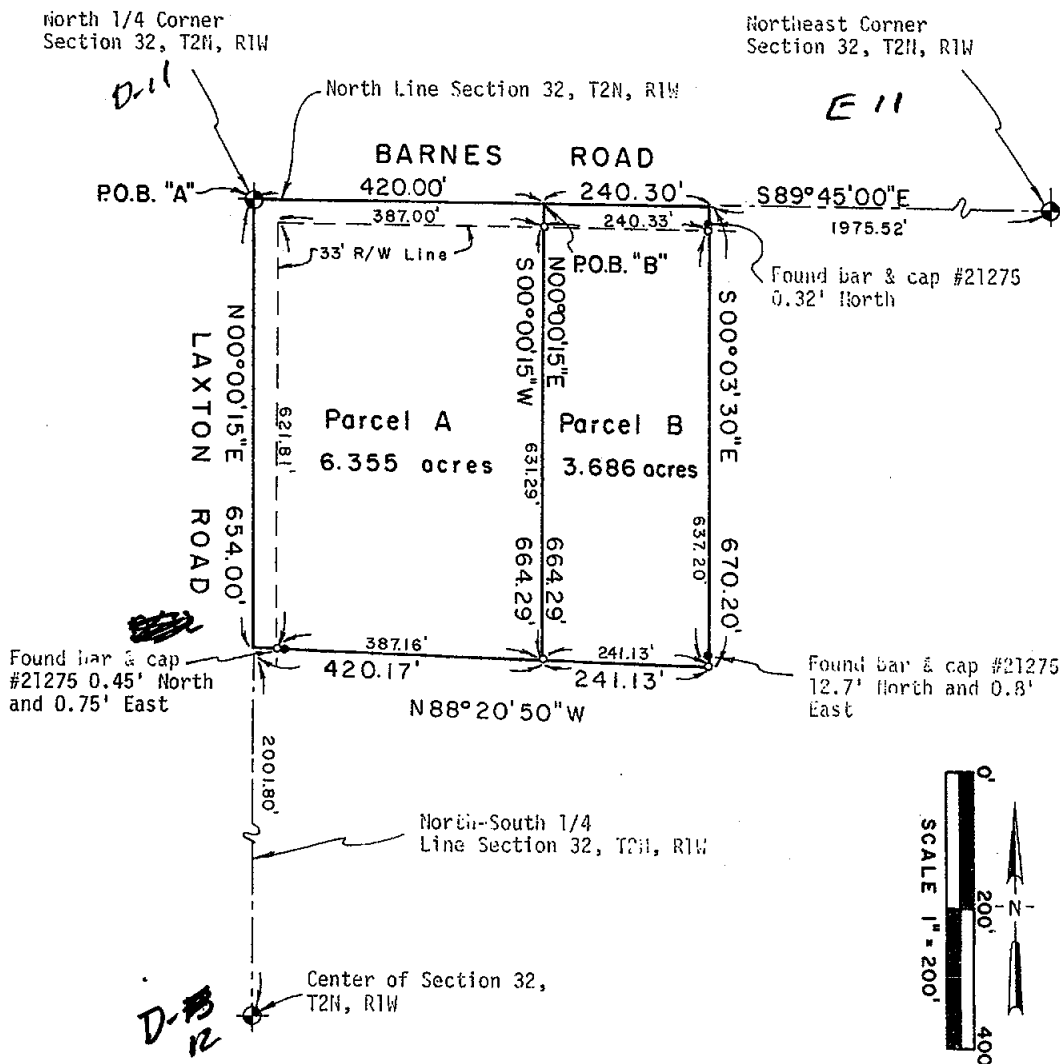 North 1/4 Corner
Section 32, T2N, R1W
D-11
Northeast Corner
Section 32, T2N, R1W
E 11
North Line Section 32, T2N, R1W
BARNES ROAD
P.O.B. "A"
420.00'
240.30'
S89°45'00"E
387.00'
240.33'
1975.52'
33' R/W Line
P.O.B. "B"
Found bar & cap #21275
0.32' North
LAXTON ROAD
N00°00'15"E
654.00'
621.81'
Parcel A
6.355 acres
S00°00'15"W
N00°00'15"E
631.29'
664.29'
664.29'
Parcel B
3.686 acres
S00°03'30"E
637.20'
670.20'
Found bar & cap
#21275 0.45' North
and 0.75' East
387.16'
420.17'
241.13'
241.13'
N88°20'50"W
Found bar & cap #21275
12.7' North and 0.8'
East
2001.80'
North-South 1/4
Line Section 32, T2N, R1W
Center of Section 32,
T2N, R1W
D-
12
SCALE 1" = 200'
0'
200'
400
N